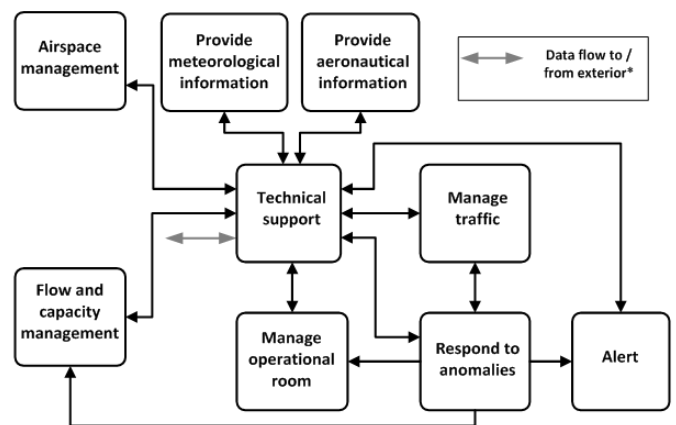 Airspace
management
Provide
meteorological
information
Provide
aeronautical
information
Data flow to /
from exterior*
Technical
support
Manage
traffic
Flow and
capacity
management
Manage
operational
room
Respond to
anomalies
Alert